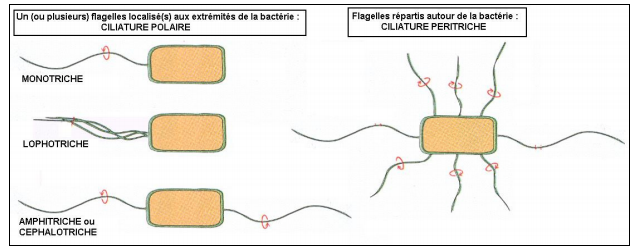 Un (ou plusieurs) flagelles localisé(s) aux extrémités de la bactérie :
CILIATURE POLAIRE
MONOTRICHE
LOPHOTRICHE
AMPHITRICHE ou
CEPHALOTRICHE
Flagelles répartis autour de la bactérie :
CILIATURE PERITRICHE